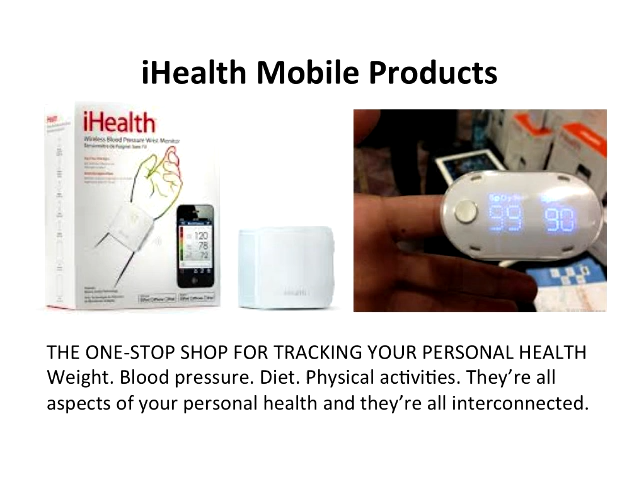 iHealth Mobile Products
iHealth
Wireless Blood Pressure Wrist Monitor
120
78
72
99
90
THE ONE-STOP SHOP FOR TRACKING YOUR PERSONAL HEALTH
Weight. Blood pressure. Diet. Physical activities. They’re all
aspects of your personal health and they’re all interconnected.